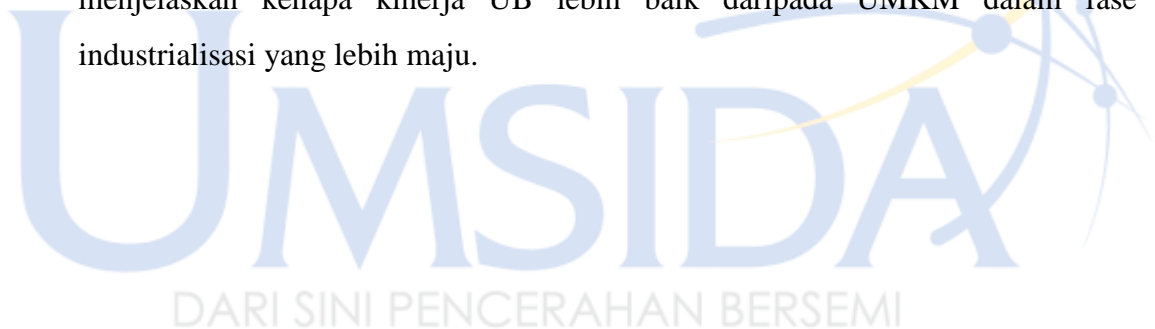 menjelaskan kenapa kinerja UB lebih baik daripada UMKM dalam fase
industrialisasi yang lebih maju.
UMSIDA
DARI SINI PENCERAHAN BERSEMI